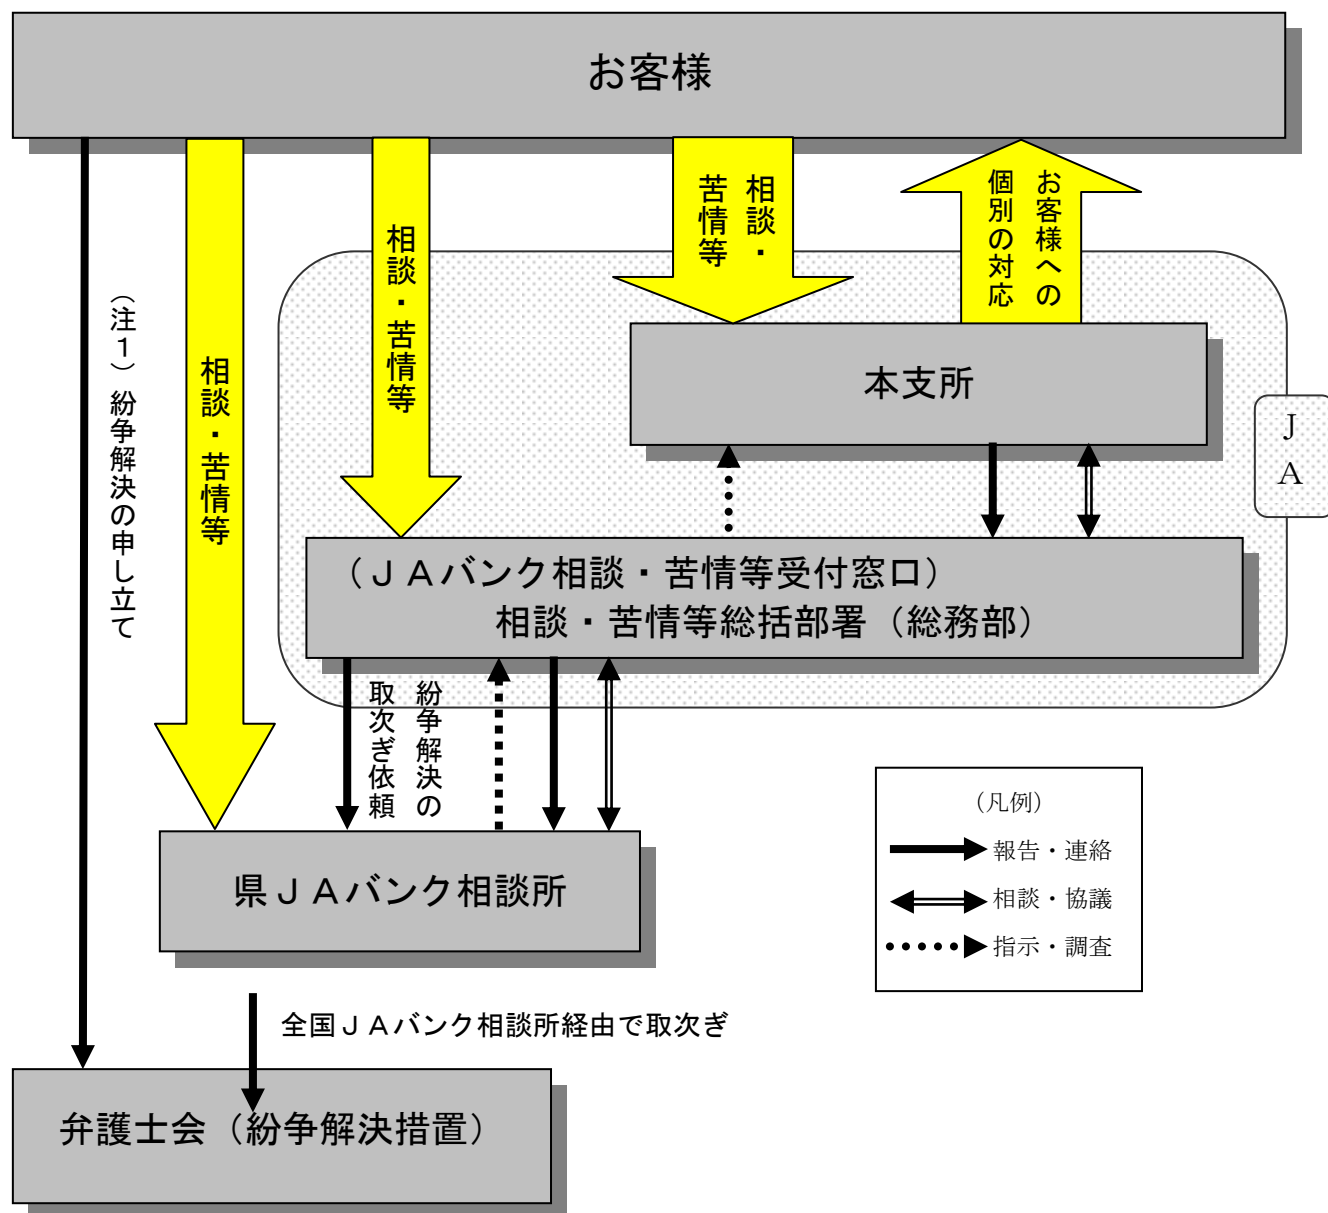 お客様
(注1)紛争解決の申し立て
相談・苦情等
相談・苦情等
相談・
苦情等
お客様への
個別の対応
本支所
JA
(JAバンク相談・苦情等受付窓口)
相談・苦情等総括部署(総務部)
紛争解決の
取次ぎ依頼
県JAバンク相談所
(凡例)
報告・連絡
相談・協議
指示・調査
全国JAバンク相談所経由で取次ぎ
弁護士会(紛争解決措置)